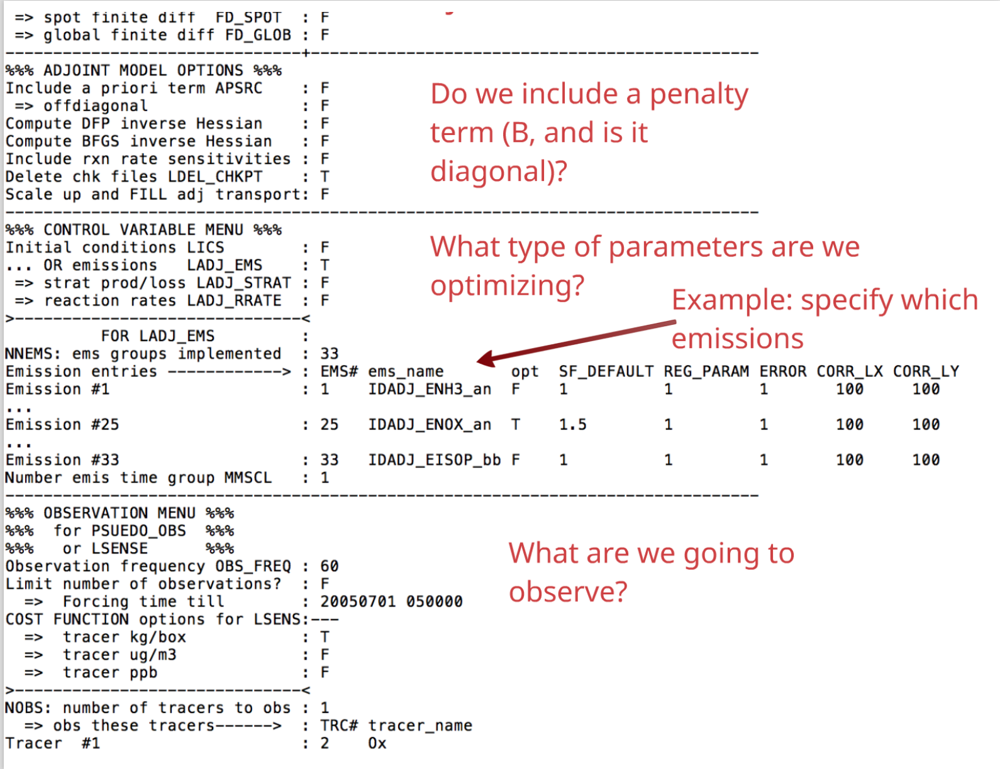 => spot finite diff  FD_SPOT  : F
=> global finite diff FD_GLOB : F
-------------------------------+-----------------------------------------------
%%% ADJOINT MODEL OPTIONS %%%
Include a priori term APSRC    : F
=> offdiagonal                : F
Compute DFP inverse Hessian    : F
Compute BFGS inverse Hessian   : F
Include rxn rate sensitivities : F
Delete chk files LDEL_CHKPT    : T
Scale up and FILL adj transport: F
Do we include a penalty
term (B, and is it
diagonal)?
-------------------------------------------------------------------------------
%%% CONTROL VARIABLE MENU %%%
Initial conditions LICS        : F
... OR emissions   LADJ_EMS    : T
=> strat prod/loss LADJ_STRAT : F
=> reaction rates LADJ_RRATE  : F
What type of parameters are we
optimizing?
Example: specify which
emissions
>------------------------------<
FOR LADJ_EMS         :
NNEMS: ems groups implemented  : 33
Emission entries ------------> : EMS# ems_name       opt  SF_DEFAULT REG_PARAM ERROR CORR_LX CORR_LY
Emission #1                    : 1    IDADJ_ENH3_an  F    1          1         1       100     100
...
Emission #25                   : 25   IDADJ_ENOX_an  T    1.5        1         1       100     100
...
Emission #33                   : 33   IDADJ_EISOP_bb F    1          1         1       100     100
Number emis time group MMSCL   : 1
-------------------------------------------------------------------------------
%%% OBSERVATION MENU %%%
%%%  for PSUEDO_OBS  %%%
%%%   or LSENSE      %%%
Observation frequency OBS_FREQ : 60
Limit number of observations?  : F
=>  Forcing time till        : 20050701 050000
COST FUNCTION options for LSENS:---
=>  tracer kg/box            : T
=>  tracer ug/m3             : F
=>  tracer ppb               : F
What are we going to
observe?
>------------------------------<
NOBS: number of tracers to obs : 1
=> obs these tracers------>  : TRC# tracer_name
Tracer  #1                     : 2    Ox